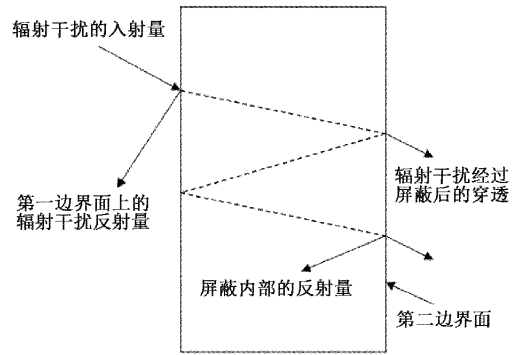 辐射干扰的入射量
第一边界面上的
辐射干扰反射量
辐射干扰经过
屏蔽后的穿透
屏蔽内部的反射量
第二边界面